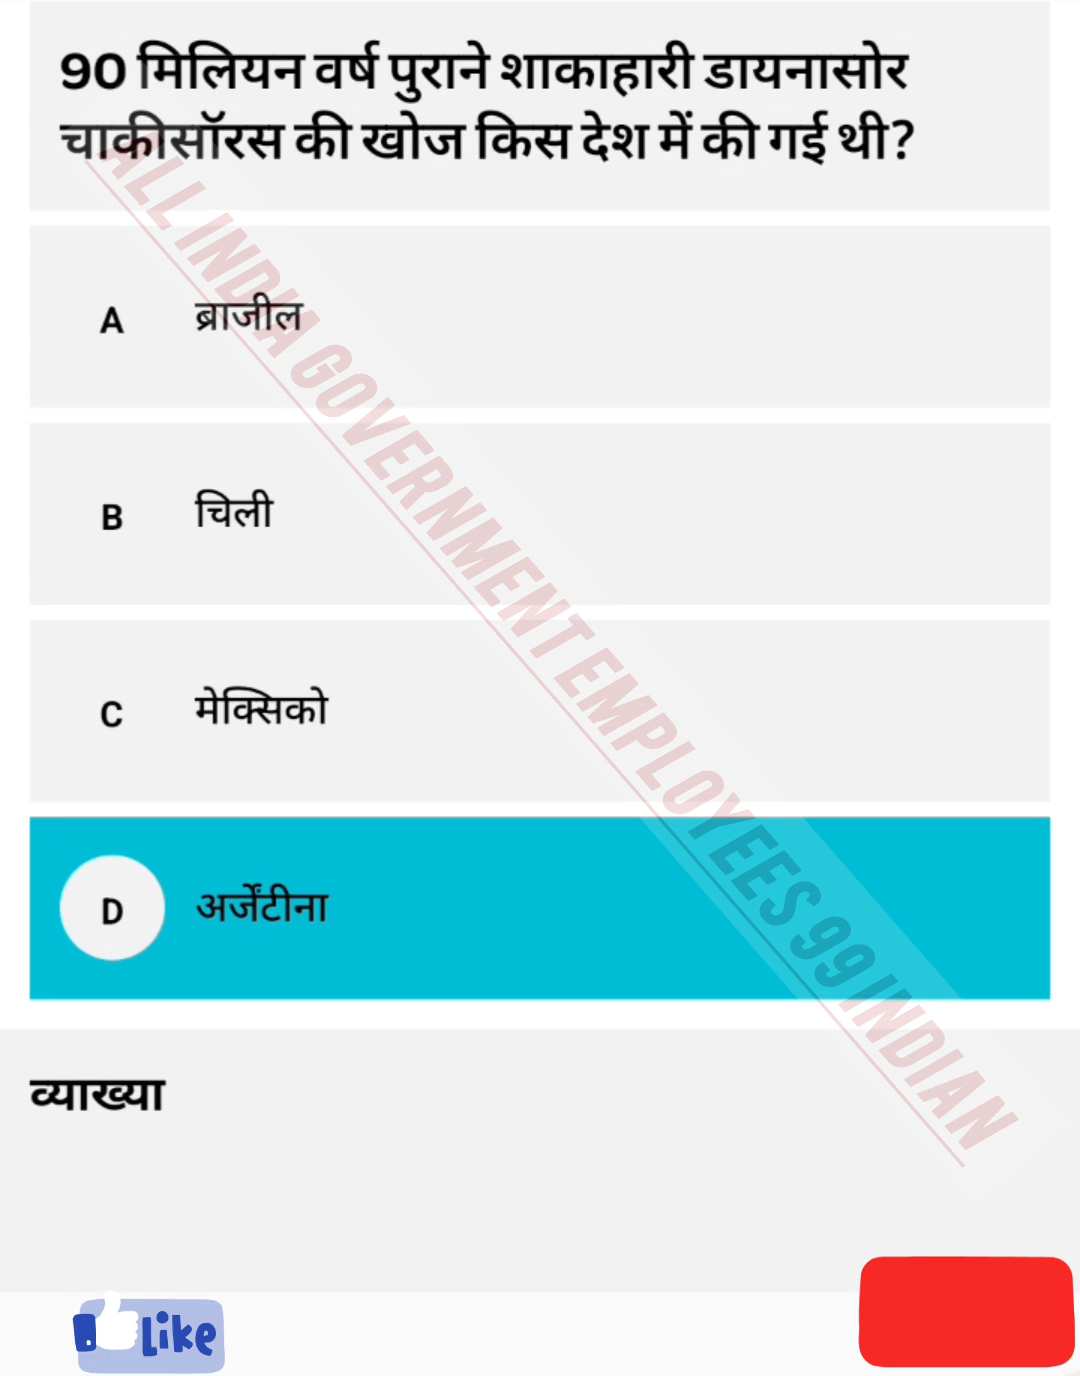 90 मिलियन वर्ष पुराने शाकाहारी डायनासोर
चाकीसॉरस की खोज किस देश में की गई थी?
A ब्राजील
B चिली
C मेक्सिको
D अर्जेंटीना
ALL INDIA GOVERNMENT EMPLOYEES 99 INDIAN
व्याख्या
Like